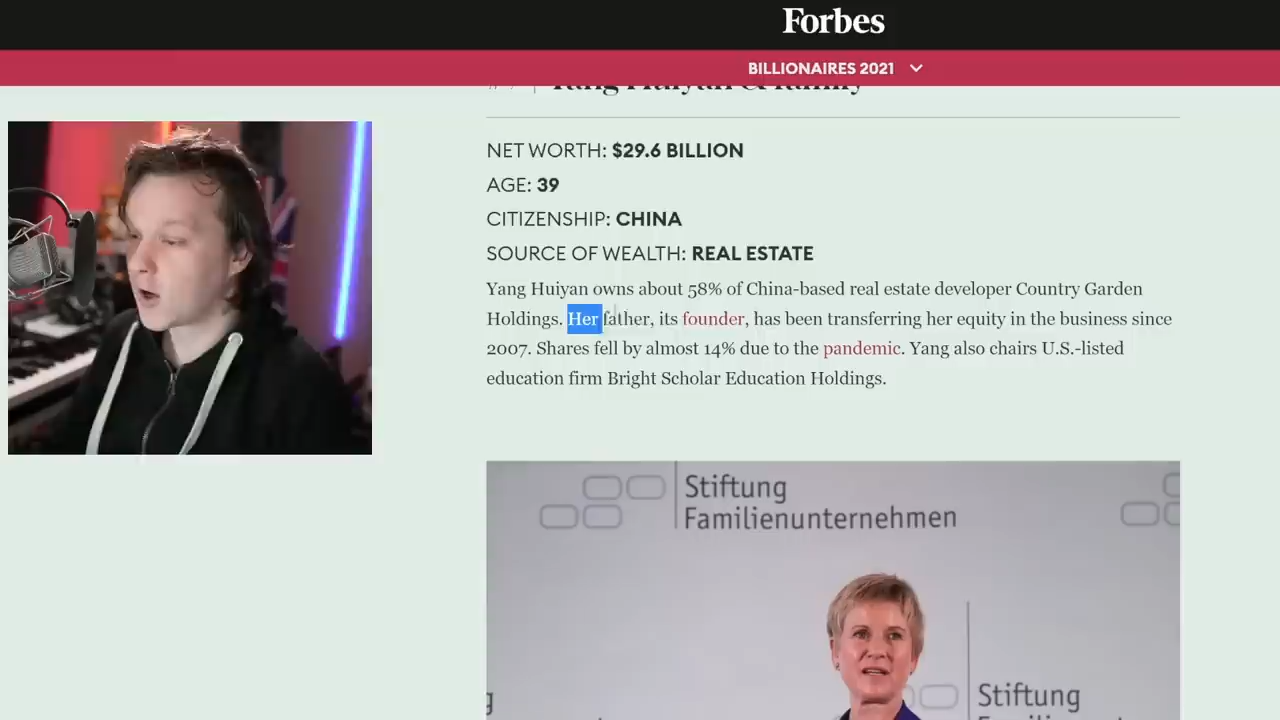 Forbes
BILLIONAIRES 2021
Yang Huiyan & family
NET WORTH: $29.6 BILLION
AGE: 39
CITIZENSHIP: CHINA
SOURCE OF WEALTH: REAL ESTATE
Yang Huiyan owns about 58% of China-based real estate developer Country Garden
Holdings. Her father, its founder, has been transferring her equity in the business since
2007. Shares fell by almost 14% due to the pandemic. Yang also chairs U.S.-listed
education firm Bright Scholar Education Holdings.
Stiftung
Familienunternehmen
Stiftung